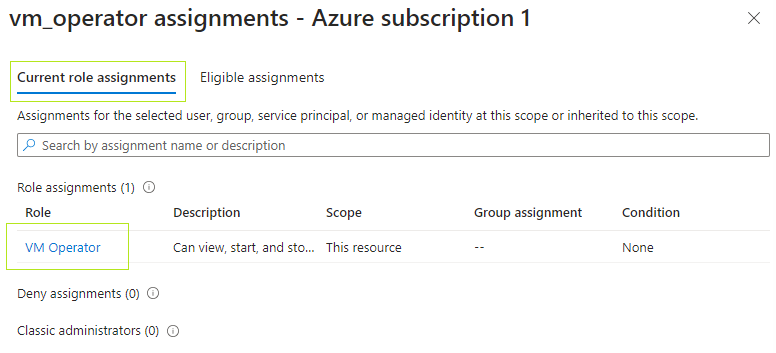 vm_operator assignments - Azure subscription 1
Current role assignments Eligible assignments
Assignments for the selected user, group, service principal, or managed identity at this scope or inherited to this scope.
Search by assignment name or description
Role assignments (1)
Role Description Scope Group assignment Condition
VM Operator Can view, start, and sto... This resource -- None
Deny assignments (0)
Classic administrators (0)